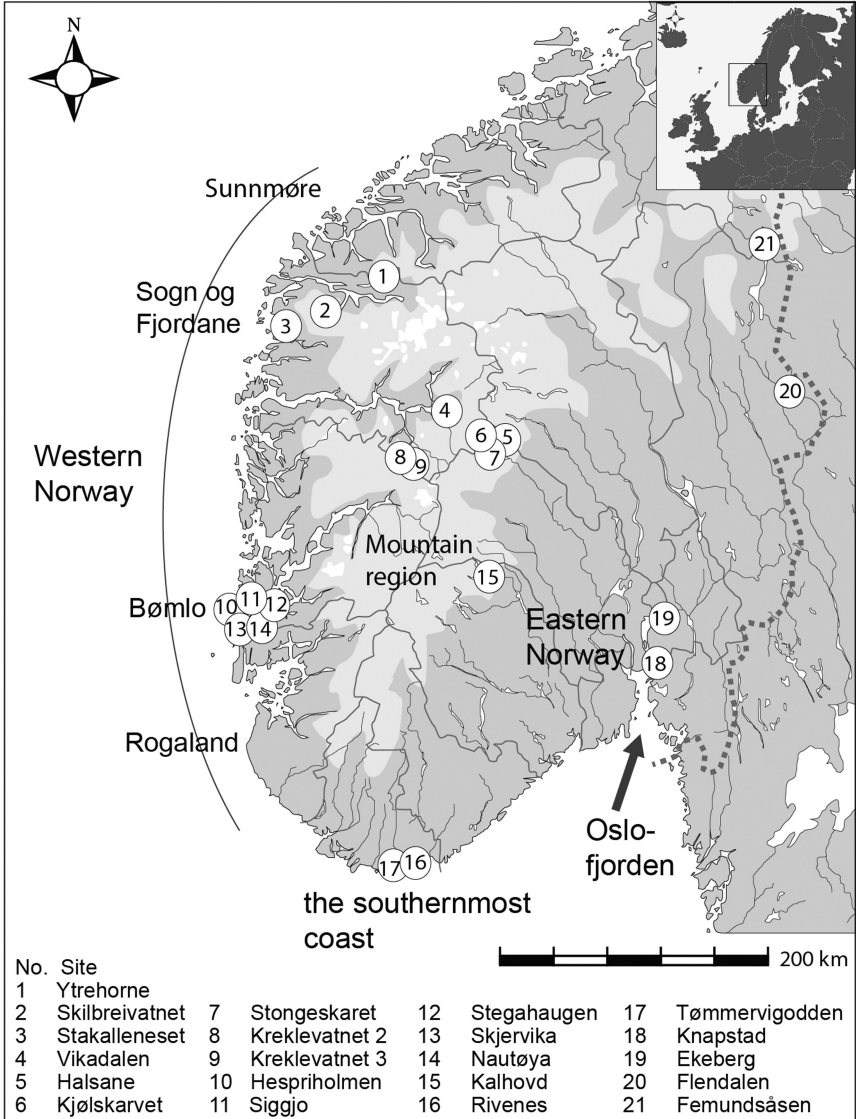 N
Sunnmøre
21
1
Sogn og
Fjordane
2
3
20
4
6
5
7
8
9
Western
Norway
Mountain
region
15
Bømlo
10
11
12
13
14
Eastern
Norway
19
18
Rogaland
Oslo-
fjorden
17
16
the southernmost
coast
200 km
No. Site
1 Ytrehorne
2 Skilbreivatnet 7 Stongeskaret 12 Stegahaugen 17 Tømmervigodden
3 Stakalleneset 8 Kreklevatnet 2 13 Skjervika 18 Knapstad
4 Vikadalen 9 Kreklevatnet 3 14 Nautøya 19 Ekeberg
5 Halsane 10 Hespriholmen 15 Kalhovd 20 Flendalen
6 Kjølskarvet 11 Siggjo 16 Rivenes 21 Femundsåsen